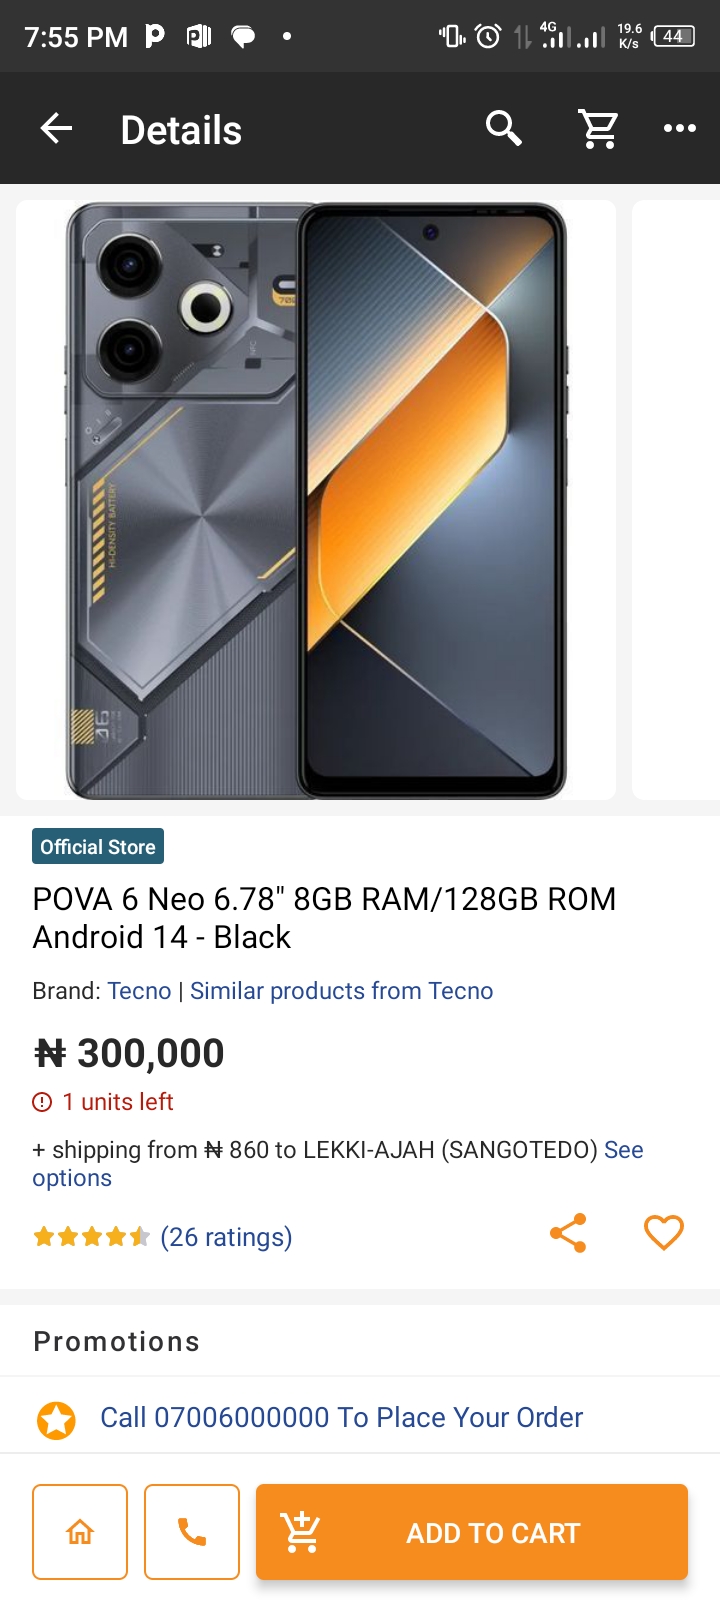 7:55 PM
4G
19.6
K/s
44
Details
HI-DENSITY BATTERY
NFC
Official Store
POVA 6 Neo 6.78" 8GB RAM/128GB ROM
Android 14 - Black
Brand: Tecno | Similar products from Tecno
₦ 300,000
1 units left
+ shipping from ₦ 860 to LEKKI-AJAH (SANGOTEDO) See
options
(26 ratings)
Promotions
Call 07006000000 To Place Your Order
ADD TO CART